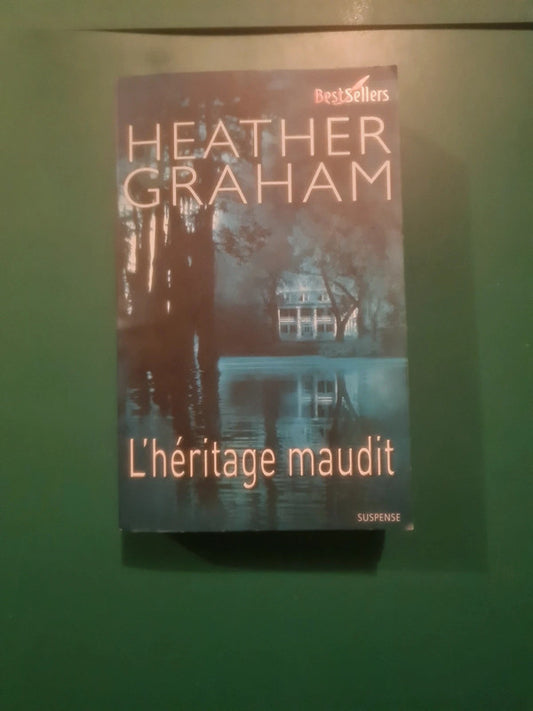 BestSellers
HEATHER
GRAHAM
L'héritage maudit
SUSPENSE